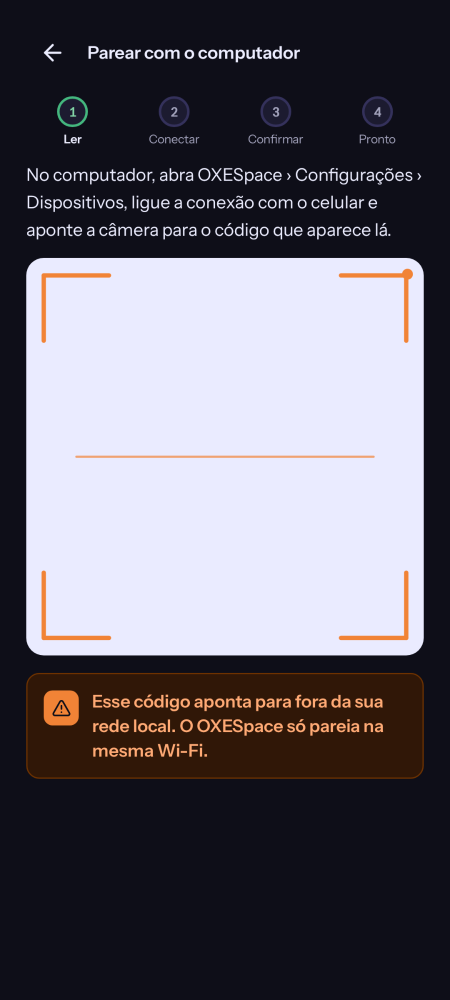 Parear com o computador
1
2
3
4
Ler
Conectar
Confirmar
Pronto
No computador, abra OXESpace › Configurações ›
Dispositivos, ligue a conexão com o celular e
aponte a câmera para o código que aparece lá.
Esse código aponta para fora da sua
rede local. O OXESpace só pareia na
mesma Wi-Fi.